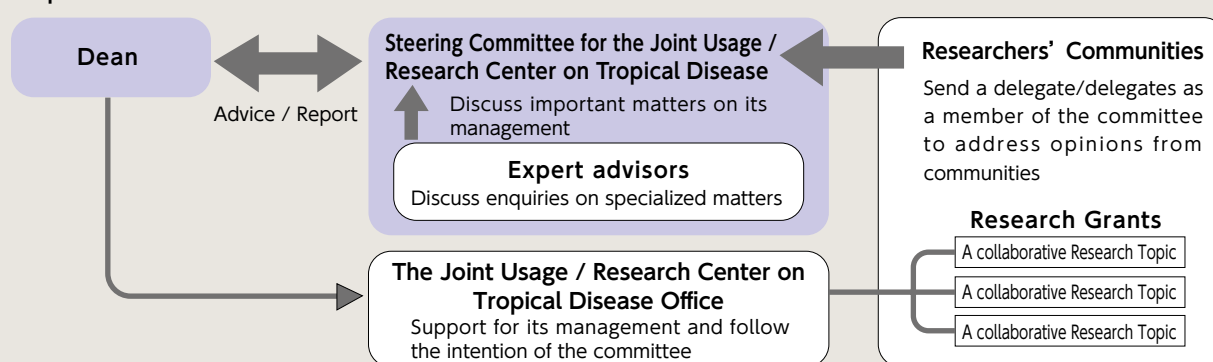 Dean
Advice / Report
Steering Committee for the Joint Usage /
Research Center on Tropical Disease
Discuss important matters on its
management
Expert advisors
Discuss enquiries on specialized matters
The Joint Usage / Research Center on
Tropical Disease Office
Support for its management and follow
the intention of the committee
Researchers’ Communities
Send a delegate/delegates as
a member of the committee
to address opinions from
communities
Research Grants
A collaborative Research Topic
A collaborative Research Topic
A collaborative Research Topic